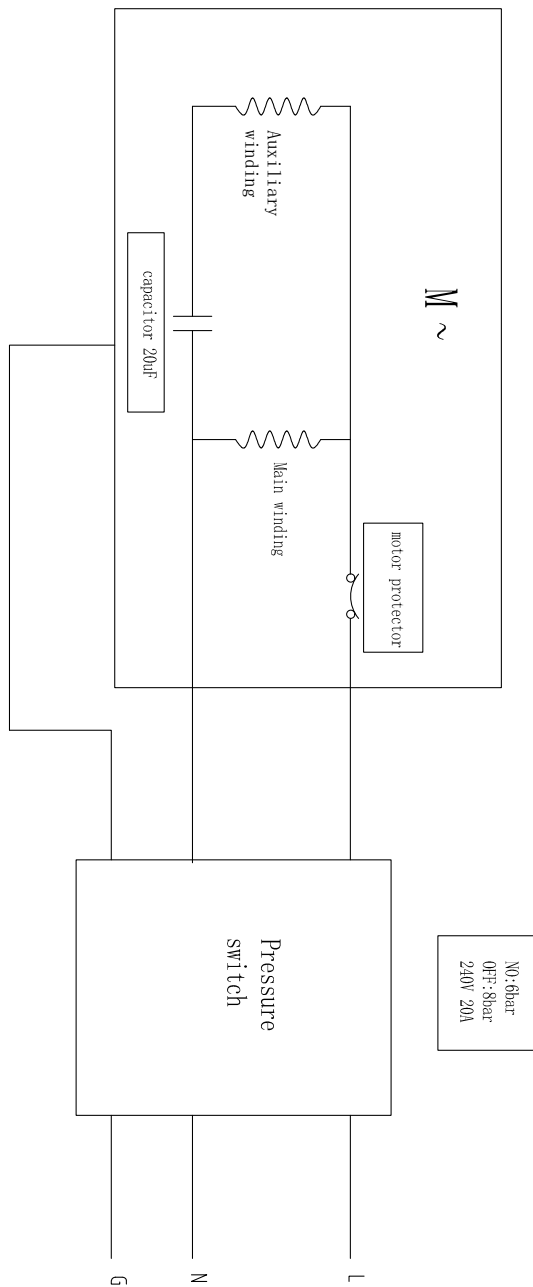 M ~
Auxiliary
winding
capacitor 20uF
Main winding
motor protector
Pressure
switch
NO:6bar
OFF:8bar
240V 20A
L
N
G